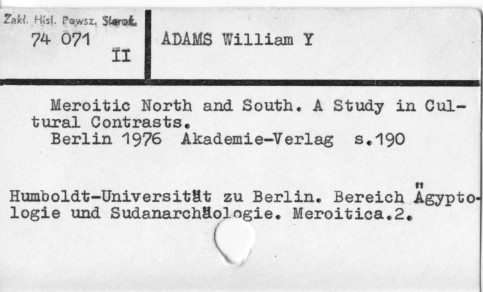 Zakł. Hist. Powsz. Staroż.
74 071
II
ADAMS William Y
Meroitic North and South. A Study in Cul-
tural Contrasts.
Berlin 1976 Akademie-Verlag s.190
Humboldt-Universität zu Berlin. Bereich Ägypto-
logie und Sudanarchäologie. Meroitica.2.